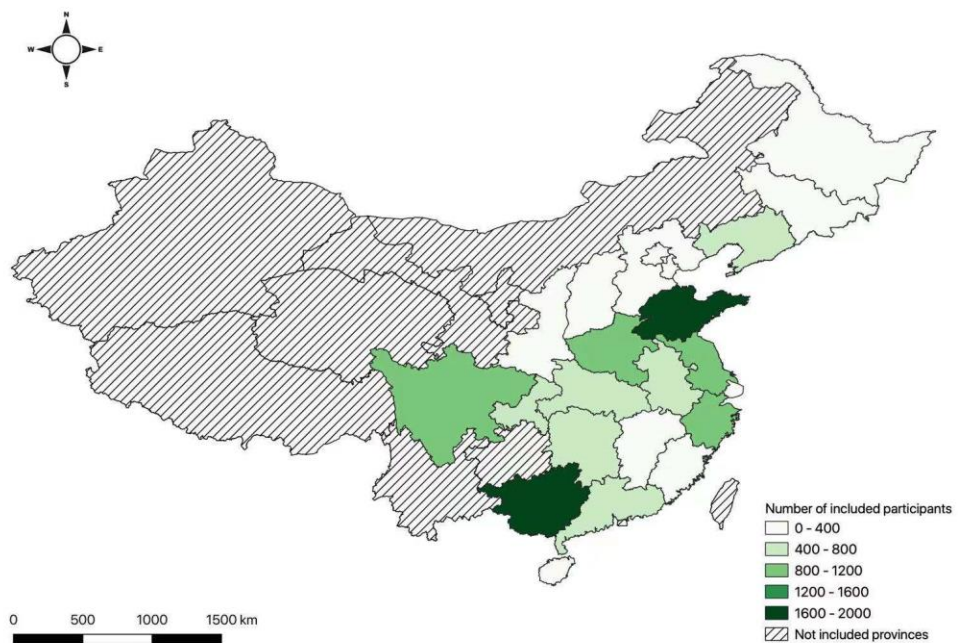 N
W E
S
Number of included participants
0 - 400
400 - 800
800 - 1200
1200 - 1600
1600 - 2000
Not included provinces
0 500 1000 1500 km